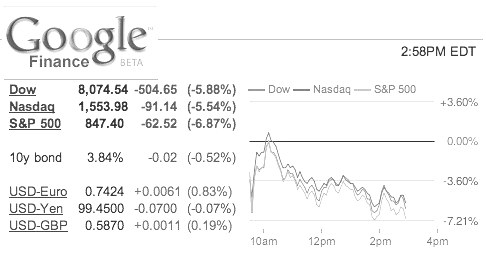 Google
Finance BETA
2:58PM EDT
Dow 8,074.54 -504.65 (-5.88%)
Nasdaq 1,553.98 -91.14 (-5.54%)
S&P 500 847.40 -62.52 (-6.87%)
10y bond 3.84% -0.02 (-0.52%)
USD-Euro 0.7424 +0.0061 (0.83%)
USD-Yen 99.4500 -0.0700 (-0.07%)
USD-GBP 0.5870 +0.0011 (0.19%)
Dow Nasdaq S&P 500
+3.60%
0.00%
-3.60%
-7.21%
10am 12pm 2pm 4pm